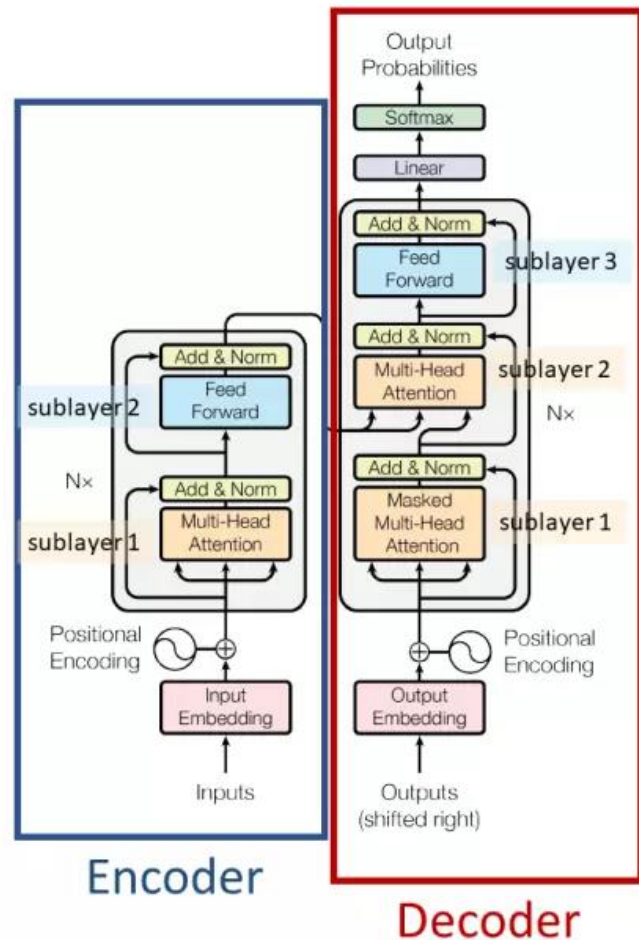 Output
Probabilities
Softmax
Linear
Add & Norm
Feed
Forward
sublayer 3
Add & Norm
Multi-Head
Attention
sublayer 2
N×
Add & Norm
Masked
Multi-Head
Attention
sublayer 1
Positional
Encoding
Output
Embedding
Outputs
(shifted right)
Add & Norm
Feed
Forward
sublayer 2
N×
Add & Norm
Multi-Head
Attention
sublayer 1
Positional
Encoding
Input
Embedding
Inputs
Encoder
Decoder